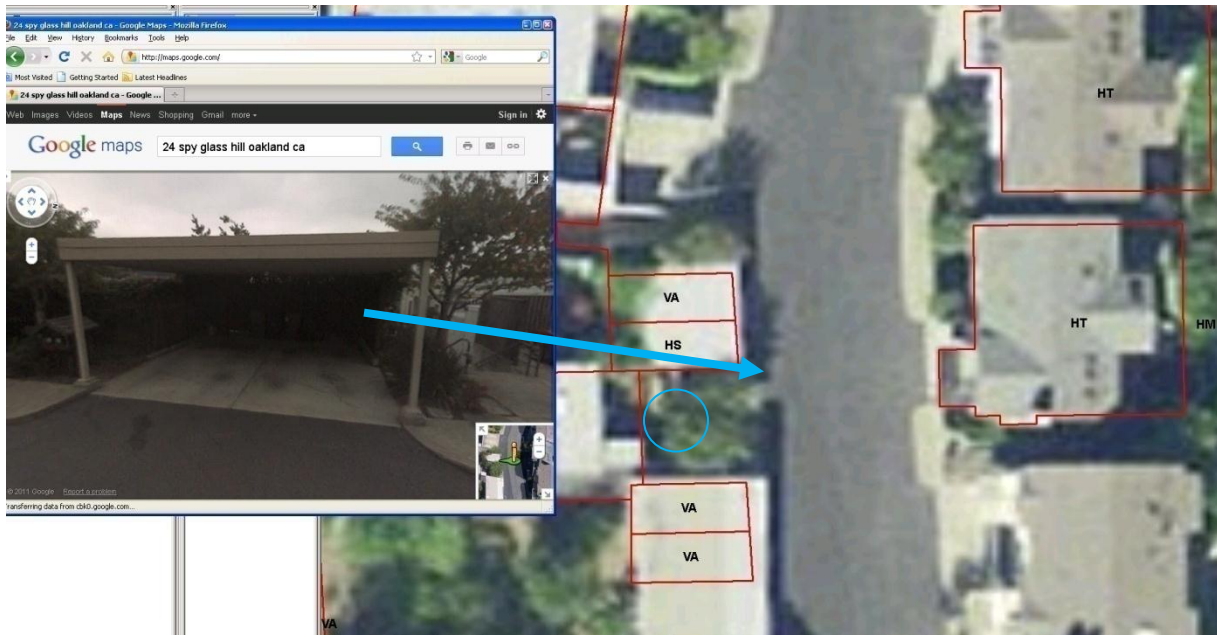 24 spy glass hill oakland ca - Google Maps - Mozilla Firefox
File Edit View History Bookmarks Tools Help
http://maps.google.com/
Google
Most Visited Getting Started Latest Headlines
24 spy glass hill oakland ca - Google ...
Web Images Videos Maps News Shopping Gmail more
Sign in
Google maps
24 spy glass hill oakland ca
© 2011 Google Report a problem
Transferring data from cbk0.google.com...
HT
VA
HS
HT
HM
VA
VA
VA